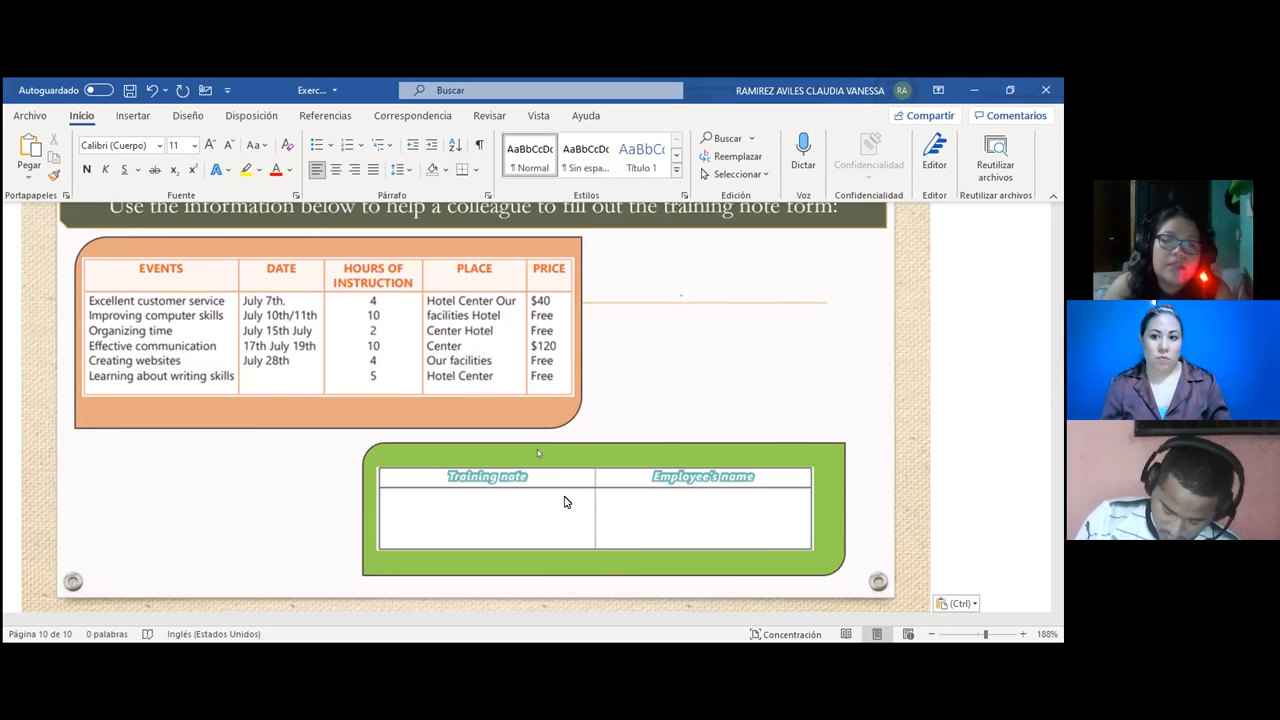 Autoguardado Exerc... Buscar RAMIREZ AVILES CLAUDIA VANESSA RA
Archivo Inicio Insertar Diseño Disposición Referencias Correspondencia Revisar Vista Ayuda Compartir Comentarios
Pegar Calibri (Cuerpo) 11 AaBbCcDc AaBbCcDc AaBbCc Buscar Dictar Confidencialidad Editor Reutilizar archivos
N K S ab x₂ x² A A ¶ Normal ¶ Sin espa... Título 1 Reemplazar Seleccionar
Portapapeles Fuente Párrafo Estilos Edición Voz Confidencialidad Editor Reutilizar archivos
Use the information below to help a colleague to fill out the training note form:
EVENTS DATE HOURS OF INSTRUCTION PLACE PRICE
Excellent customer service July 7th. 4 Hotel Center Our $40
Improving computer skills July 10th/11th 10 facilities Hotel Free
Organizing time July 15th July 2 Center Hotel Free
Effective communication 17th July 19th 10 Center $120
Creating websites July 28th 4 Our facilities Free
Learning about writing skills 5 Hotel Center Free
Training note Employee's name
(Ctrl)
Página 10 de 10 0 palabras Inglés (Estados Unidos) Concentración 188%